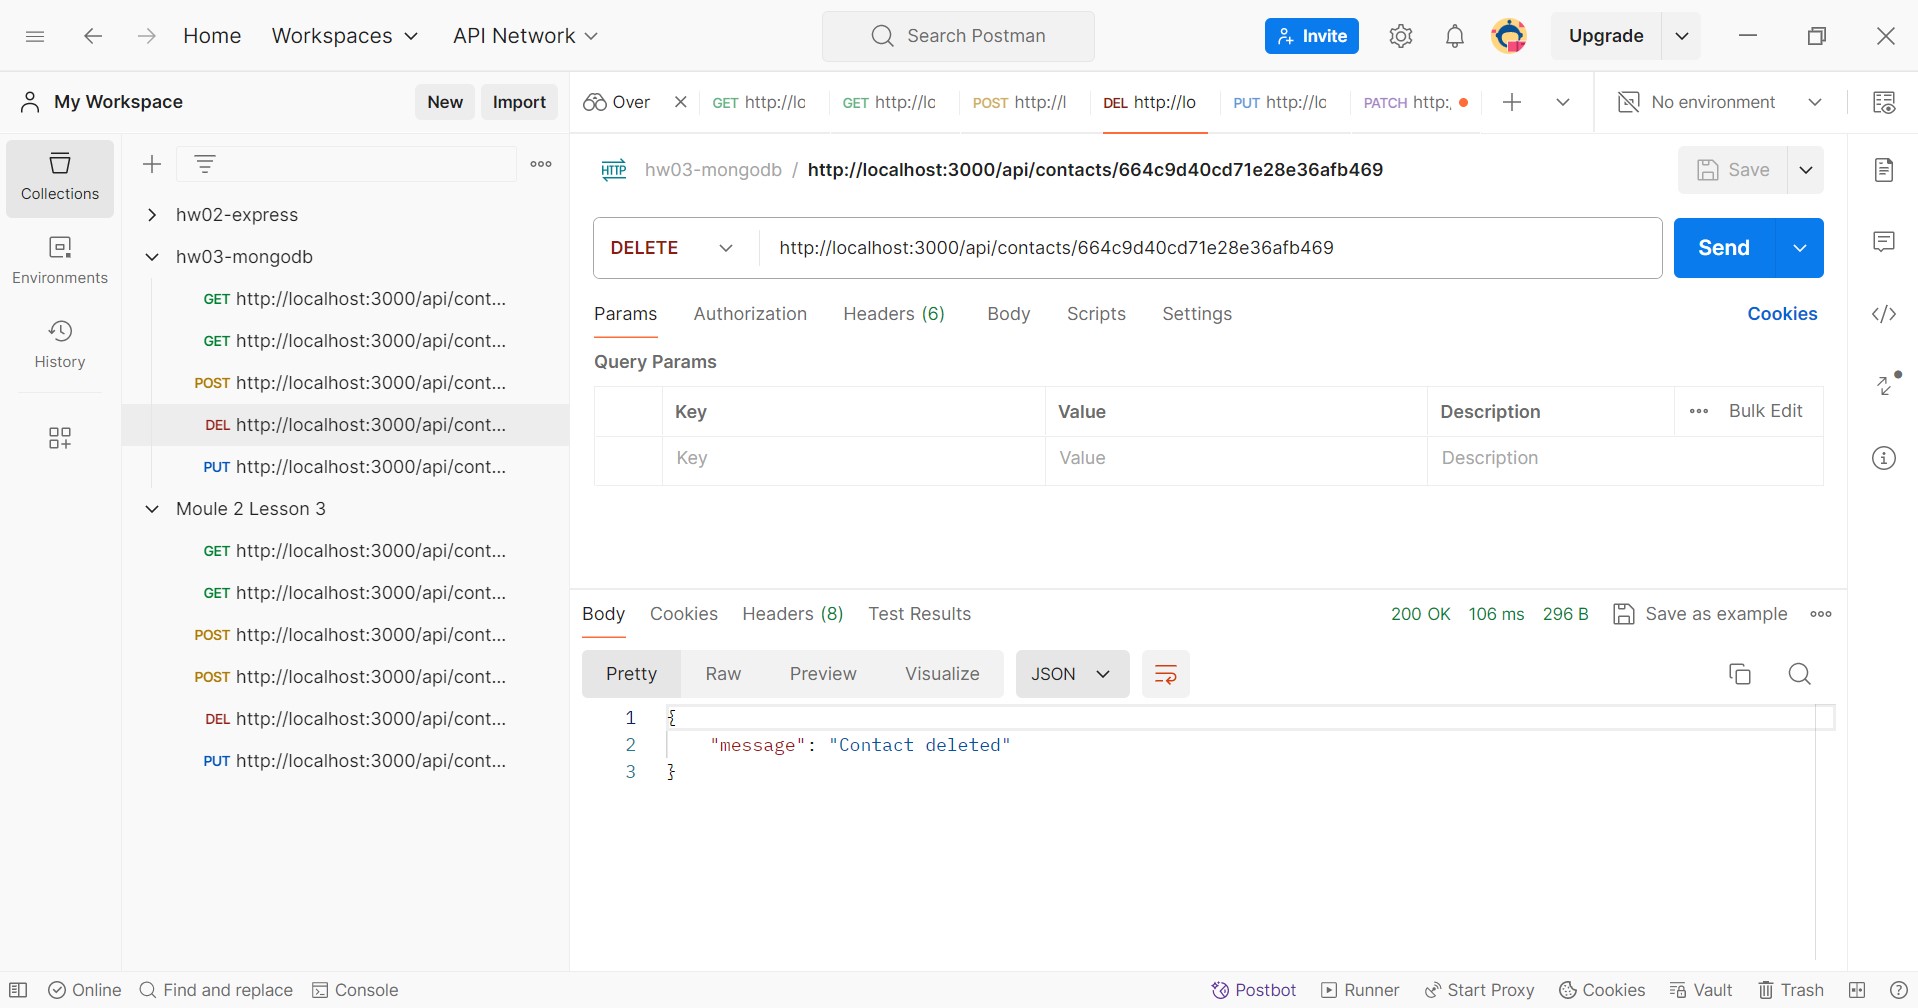 Home Workspaces API Network Search Postman Invite Upgrade
My Workspace New Import
Over GET http://lo GET http://lo POST http://l DEL http://lo PUT http://lo PATCH http:, No environment
Collections
Environments
History
hw02-express
hw03-mongodb
GET http://localhost:3000/api/cont...
GET http://localhost:3000/api/cont...
POST http://localhost:3000/api/cont...
DEL http://localhost:3000/api/cont...
PUT http://localhost:3000/api/cont...
Moule 2 Lesson 3
GET http://localhost:3000/api/cont...
GET http://localhost:3000/api/cont...
POST http://localhost:3000/api/cont...
POST http://localhost:3000/api/cont...
DEL http://localhost:3000/api/cont...
PUT http://localhost:3000/api/cont...
HTTP hw03-mongodb / http://localhost:3000/api/contacts/664c9d40cd71e28e36afb469 Save
DELETE http://localhost:3000/api/contacts/664c9d40cd71e28e36afb469 Send
Params Authorization Headers (6) Body Scripts Settings Cookies
Query Params
Key Value Description Bulk Edit
Key Value Description
Body Cookies Headers (8) Test Results 200 OK 106 ms 296 B Save as example
Pretty Raw Preview Visualize JSON
1 {
2 "message": "Contact deleted"
3 }
Online Find and replace Console Postbot Runner Start Proxy Cookies Vault Trash